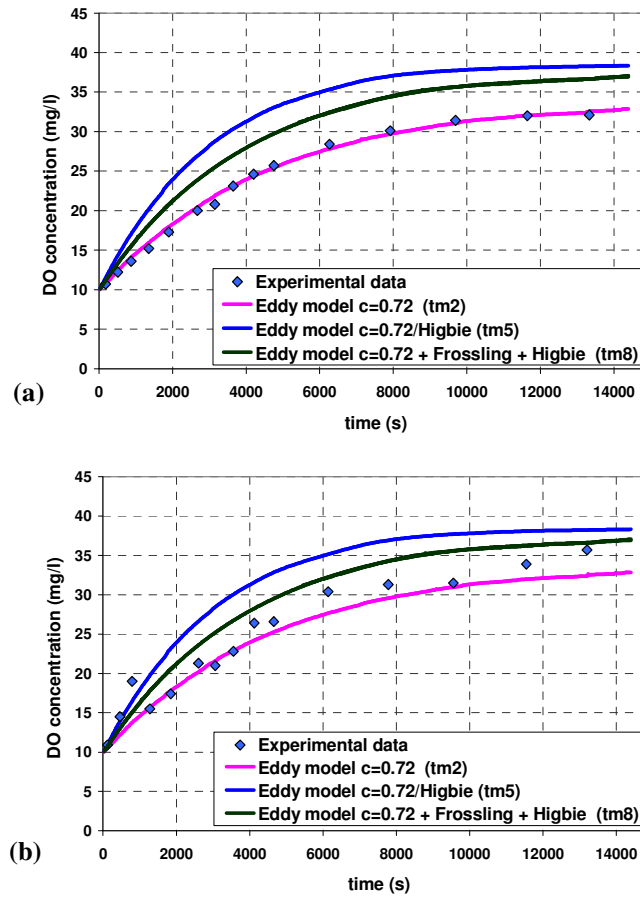 45
40
35
30
25
20
15
10
5
0
DO concentration (mg/l)
Experimental data
Eddy model c=0.72 (tm2)
Eddy model c=0.72/Higbie (tm5)
Eddy model c=0.72 + Frossling + Higbie (tm8)
0 2000 4000 6000 8000 10000 12000 14000
time (s)
(a)
45
40
35
30
25
20
15
10
5
0
DO concentration (mg/l)
Experimental data
Eddy model c=0.72 (tm2)
Eddy model c=0.72/Higbie (tm5)
Eddy model c=0.72 + Frossling + Higbie (tm8)
0 2000 4000 6000 8000 10000 12000 14000
time (s)
(b)